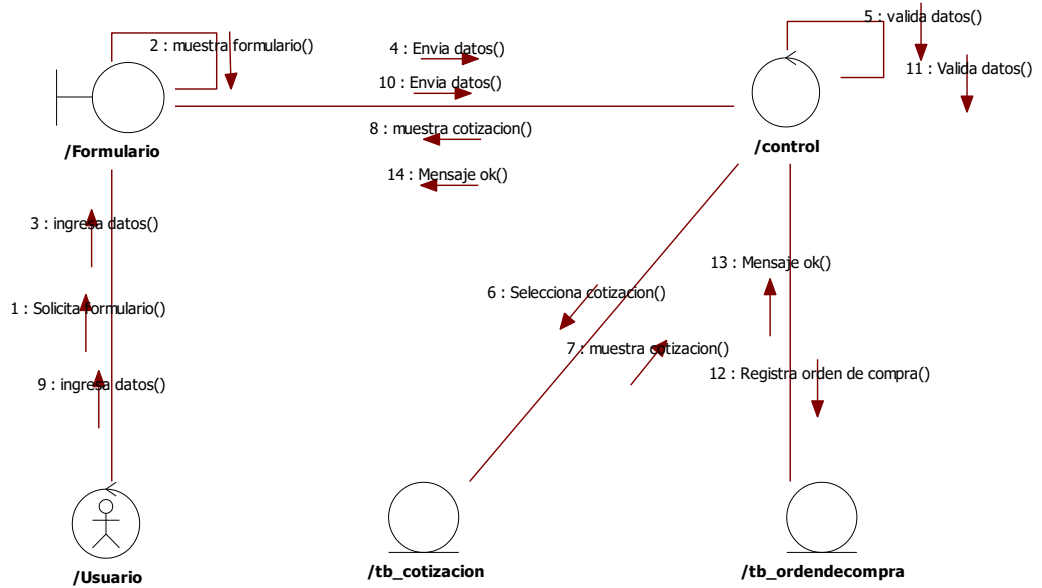 5 : valida datos()
2 : muestra formulario()
4 : Envia datos()
11 : Valida datos()
10 : Envia datos()
8 : muestra cotizacion()
/Formulario
/control
14 : Mensaje ok()
3 : ingresa datos()
13 : Mensaje ok()
6 : Selecciona cotizacion()
1 : Solicita formulario()
7 : muestra cotizacion()
12 : Registra orden de compra()
9 : ingresa datos()
/Usuario
/tb_cotizacion
/tb_ordendecompra